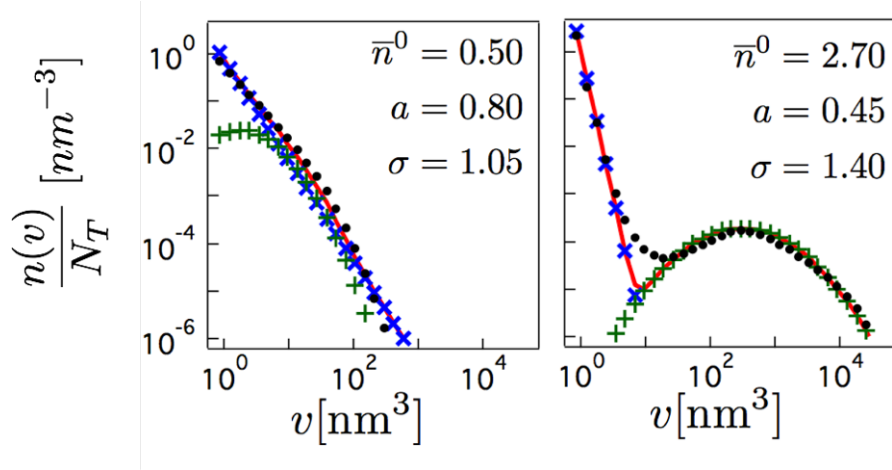 n(v)/N_T [nm^{-3}]
10^0
10^{-2}
10^{-4}
10^{-6}
n̅^0 = 0.50
a = 0.80
σ = 1.05
10^0 10^2 10^4
v[nm^3]
n̅^0 = 2.70
a = 0.45
σ = 1.40
10^0 10^2 10^4
v[nm^3]